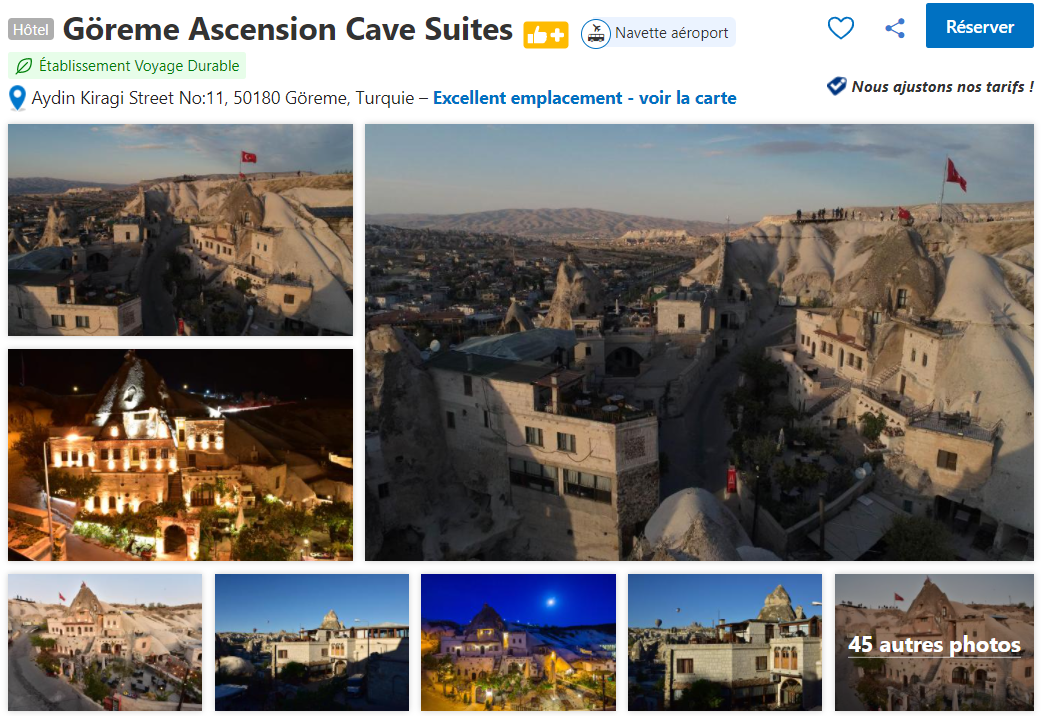 Hôtel Göreme Ascension Cave Suites Navette aéroport Réserver
Établissement Voyage Durable
Aydin Kiragi Street No:11, 50180 Göreme, Turquie – Excellent emplacement - voir la carte
Nous ajustons nos tarifs !
45 autres photos